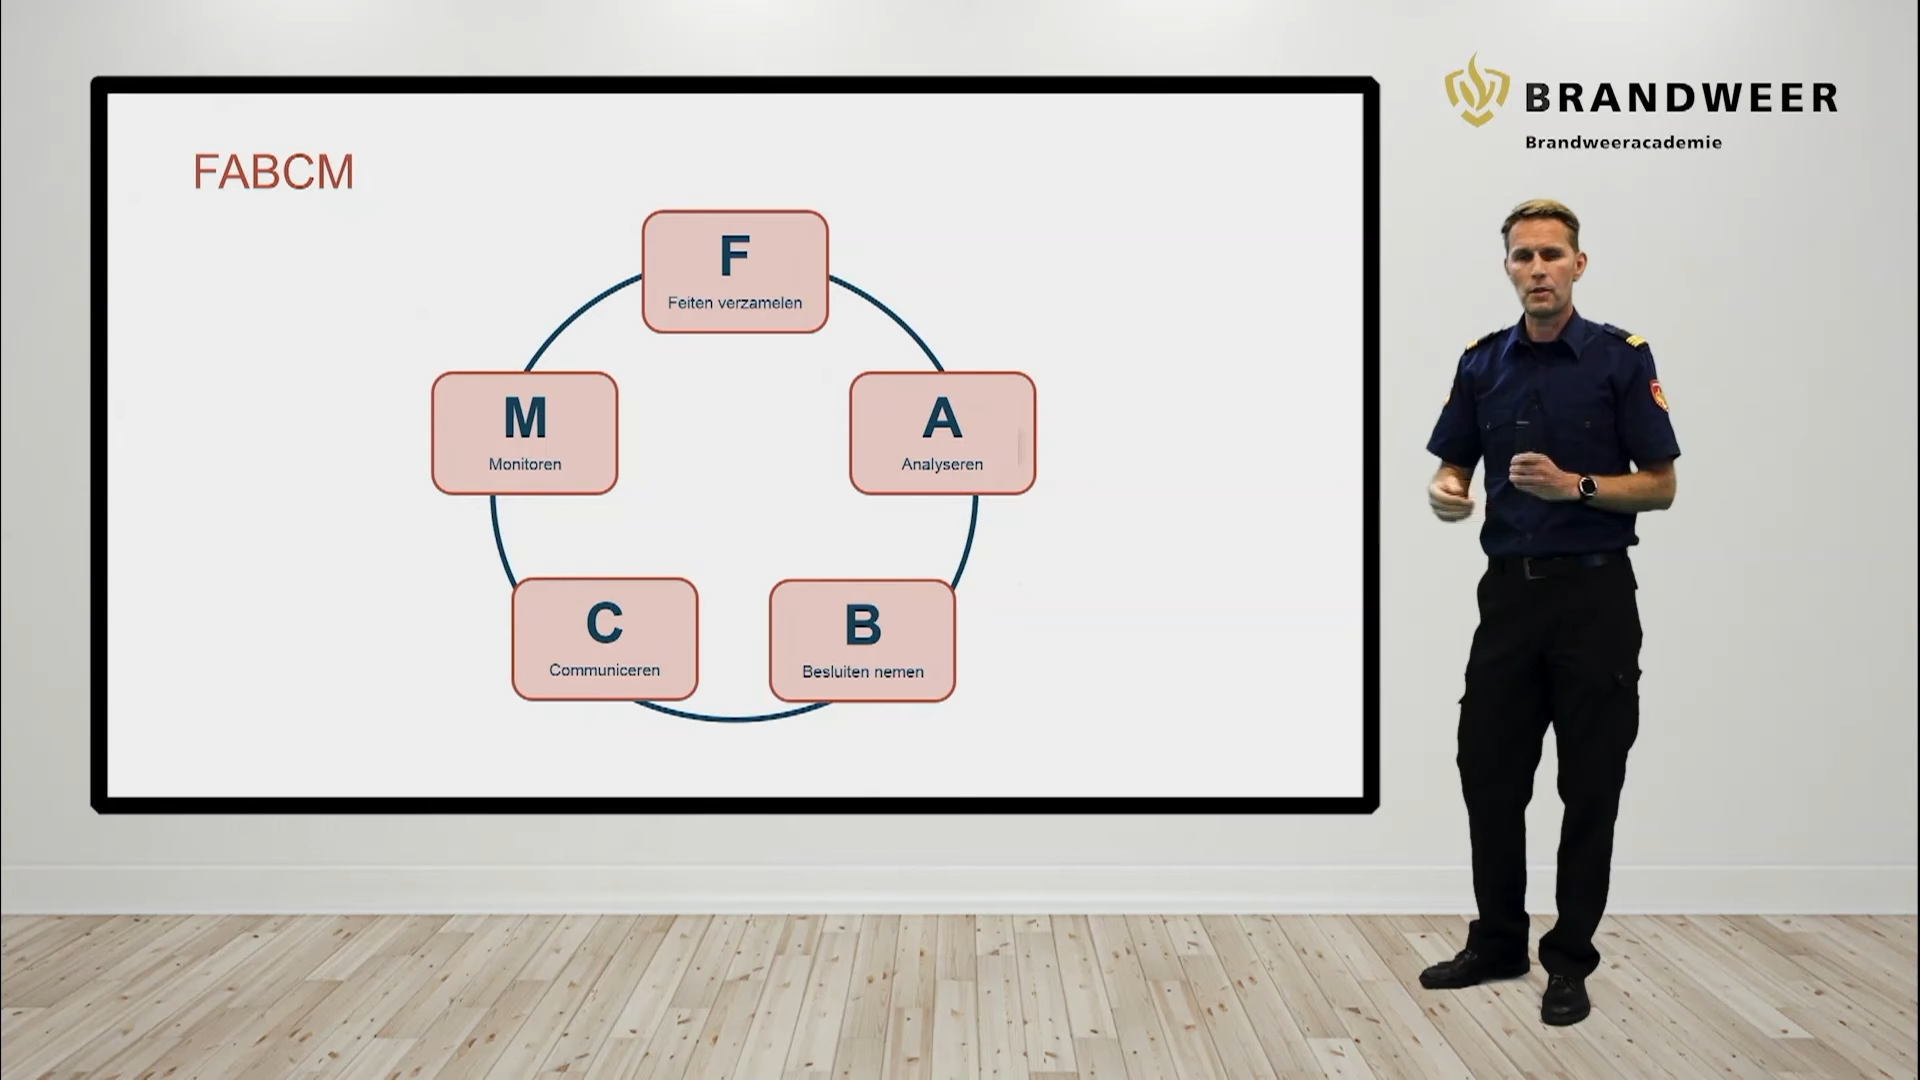 BRANDWEER
Brandweeracademie
FABCM
F
Feiten verzamelen
M
Monitoren
A
Analyseren
C
Communiceren
B
Besluiten nemen